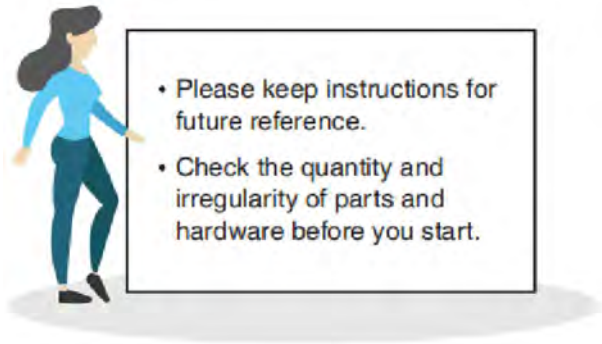 • Please keep instructions for
future reference.
• Check the quantity and
irregularity of parts and
hardware before you start.